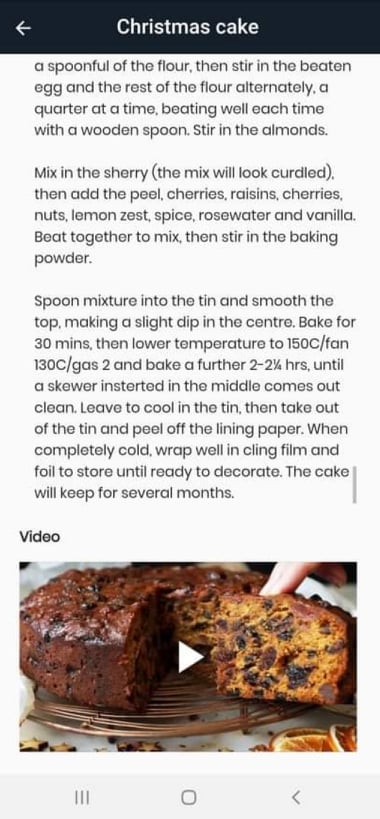 Christmas cake
a spoonful of the flour, then stir in the beaten
egg and the rest of the flour alternately, a
quarter at a time, beating well each time
with a wooden spoon. Stir in the almonds.
Mix in the sherry (the mix will look curdled),
then add the peel, cherries, raisins, cherries,
nuts, lemon zest, spice, rosewater and vanilla.
Beat together to mix, then stir in the baking
powder.
Spoon mixture into the tin and smooth the
top, making a slight dip in the centre. Bake for
30 mins, then lower temperature to 150C/fan
130C/gas 2 and bake a further 2-2¼ hrs, until
a skewer insterted in the middle comes out
clean. Leave to cool in the tin, then take out
of the tin and peel off the lining paper. When
completely cold, wrap well in cling film and
foil to store until ready to decorate. The cake
will keep for several months.
Video